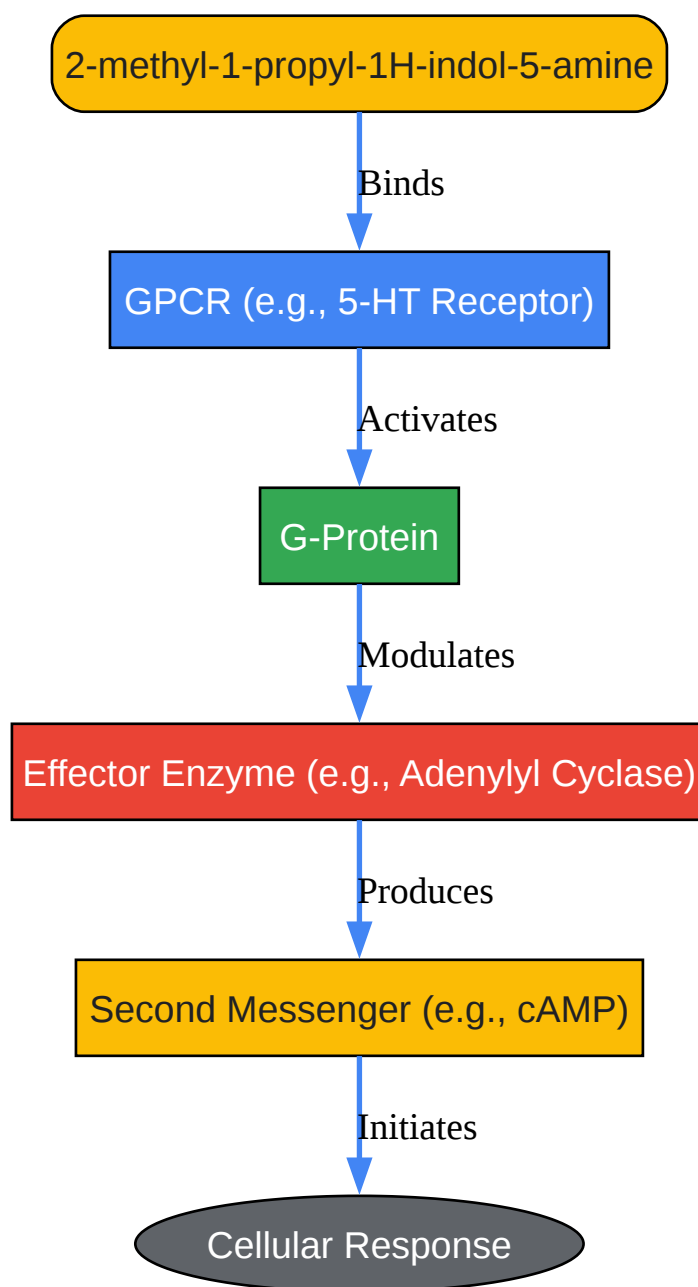 2-methyl-1-propyl-1H-indol-5-amine
Binds
GPCR (e.g., 5-HT Receptor)
Activates
G-Protein
Modulates
Effector Enzyme (e.g., Adenylyl Cyclase)
Produces
Second Messenger (e.g., cAMP)
Initiates
Cellular Response